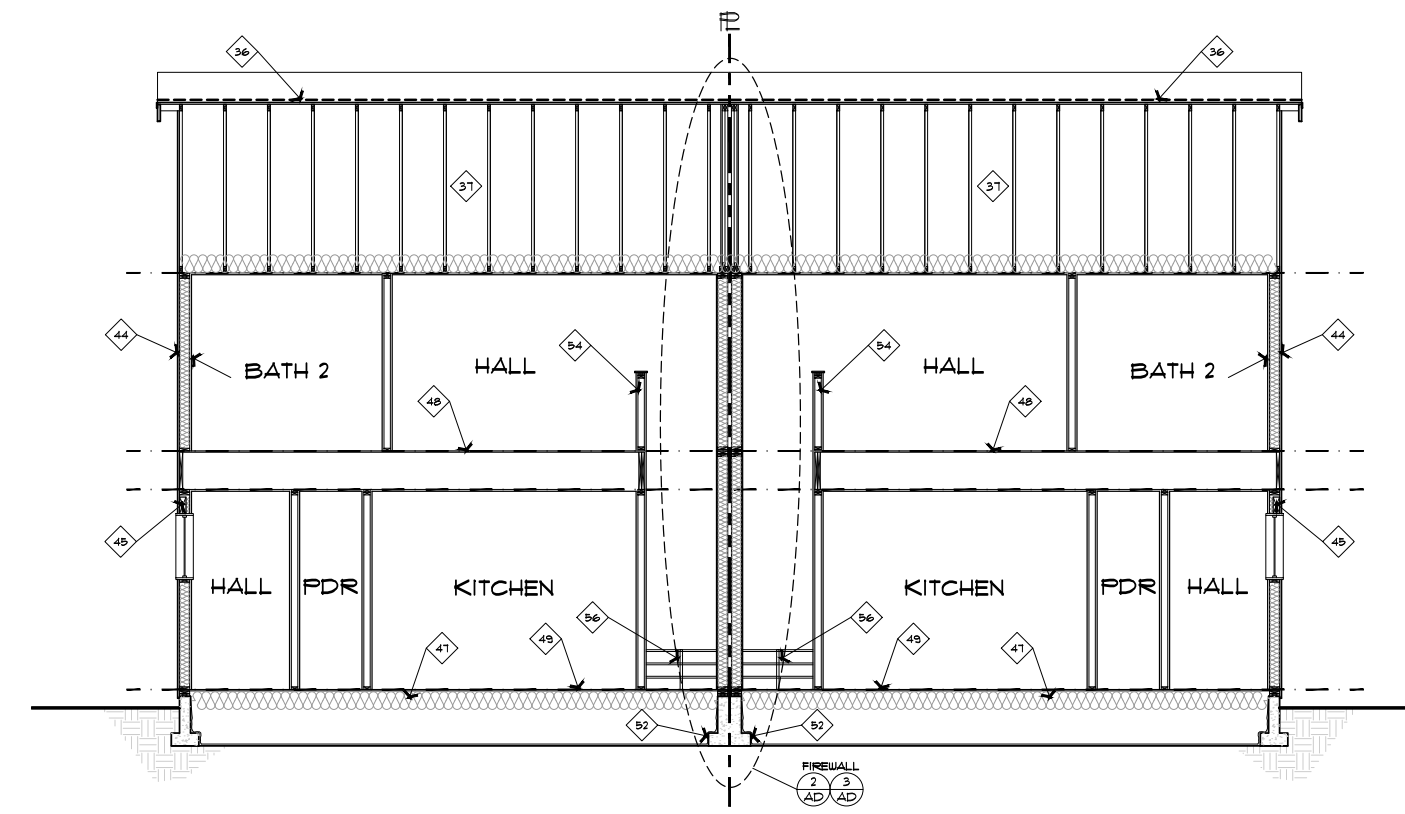 PL
36 36
37 37
44 44
54 54
BATH 2 HALL HALL BATH 2
48 48
45 45
HALL PDR KITCHEN KITCHEN PDR HALL
56 56
47 49 49 47
52 52
FIREWALL
2 3
AD AD